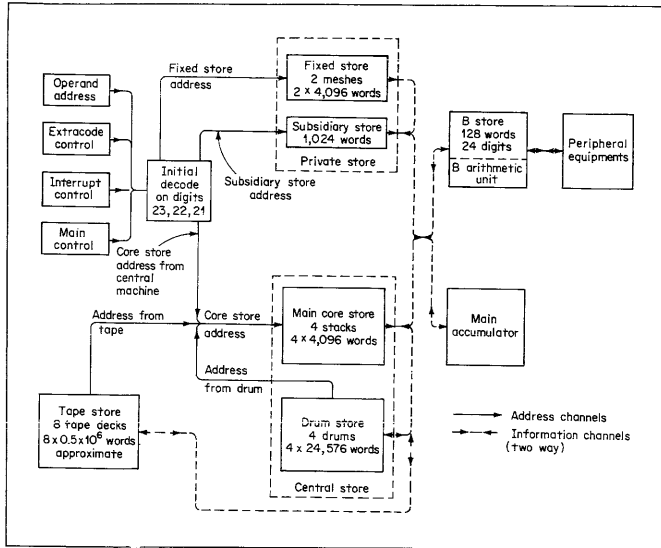 Operand
address
Extracode
control
Interrupt
control
Main
control
Initial
decode
on digits
23, 22, 21
Fixed store
address
Subsidiary store
address
Core store
address from
central
machine
Fixed store
2 meshes
2 x 4,096 words
Subsidiary store
1,024 words
Private store
B store
128 words
24 digits
B arithmetic
unit
Peripheral
equipments
Address from
tape
Core store
address
Address
from drum
Main core store
4 stacks
4 x 4,096 words
Main
accumulator
Tape store
8 tape decks
8 x 0.5 x 10⁶ words
approximate
Drum store
4 drums
4 x 24,576 words
Central store
Address channels
Information channels
(two way)